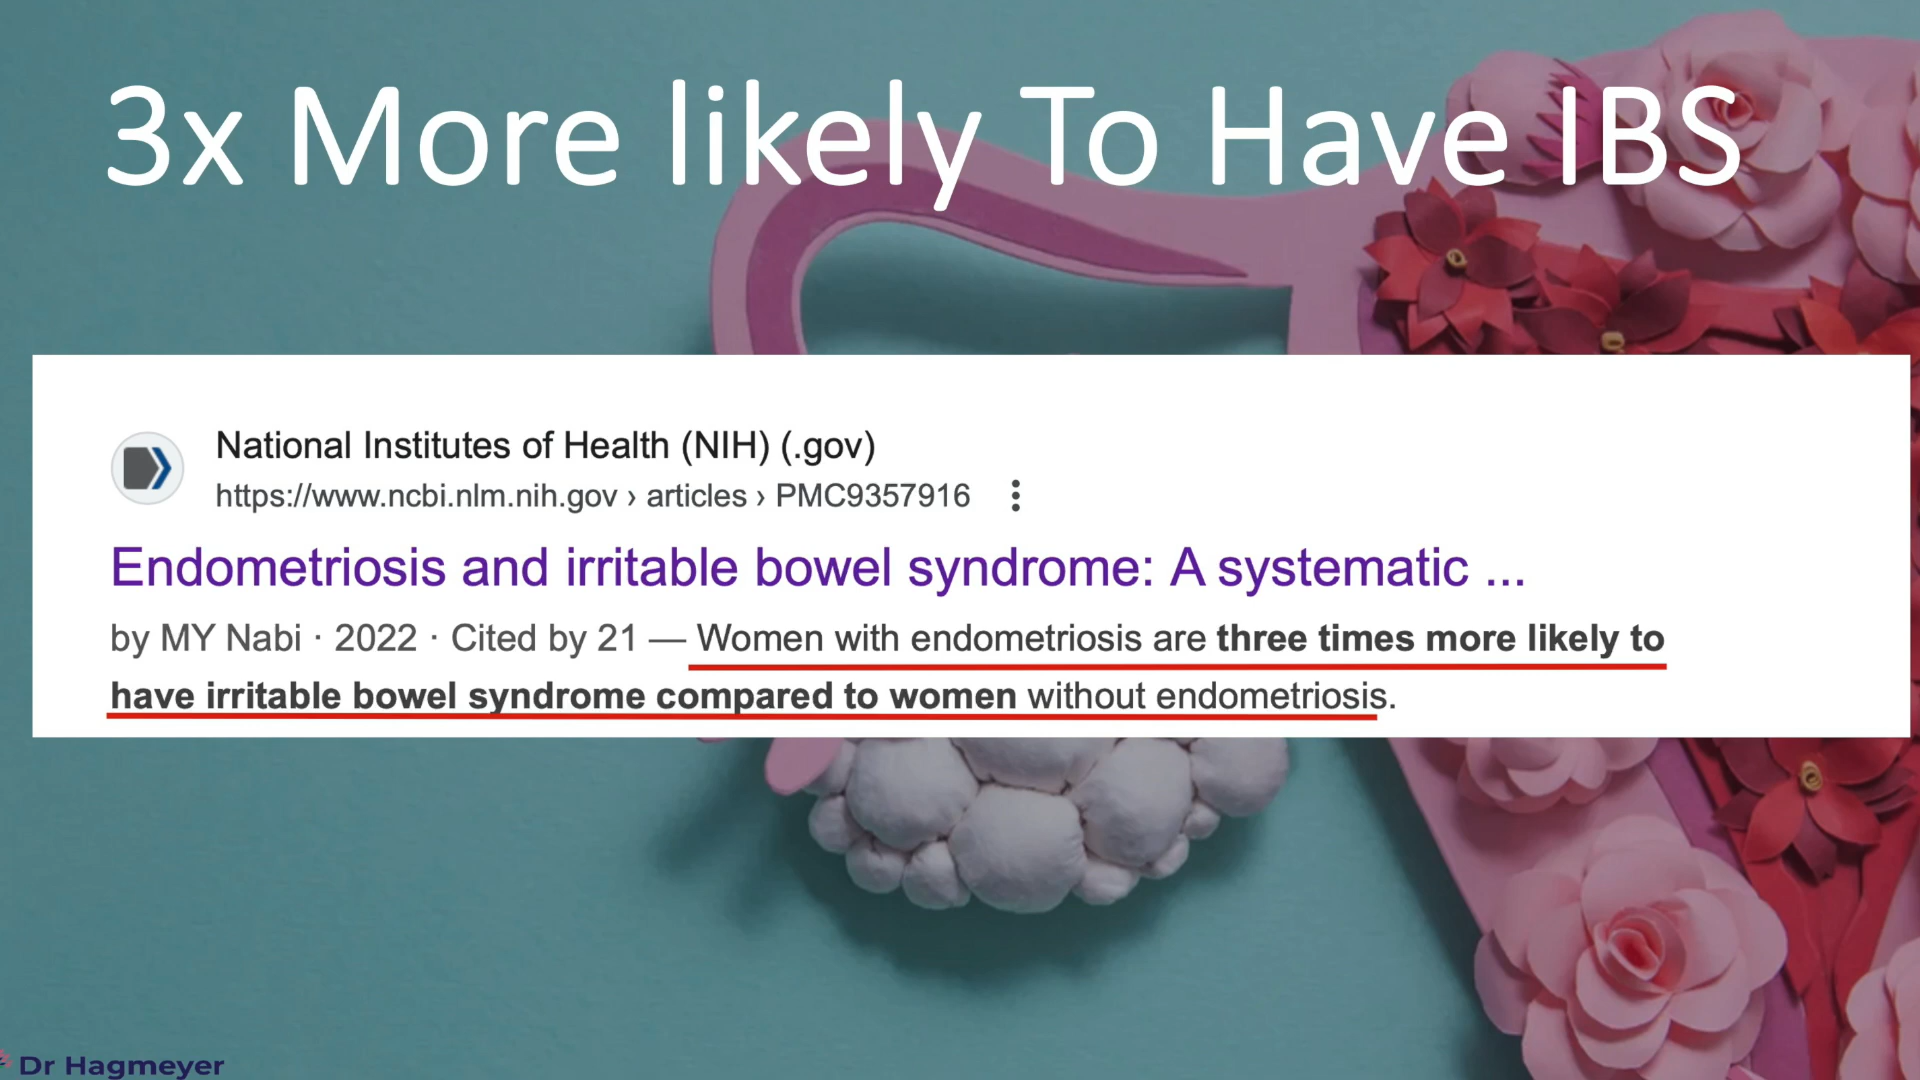 3x More likely To Have IBS
National Institutes of Health (NIH) (.gov)
https://www.ncbi.nlm.nih.gov › articles › PMC9357916
Endometriosis and irritable bowel syndrome: A systematic ...
by MY Nabi · 2022 · Cited by 21 — Women with endometriosis are three times more likely to
have irritable bowel syndrome compared to women without endometriosis.
Dr Hagmeyer